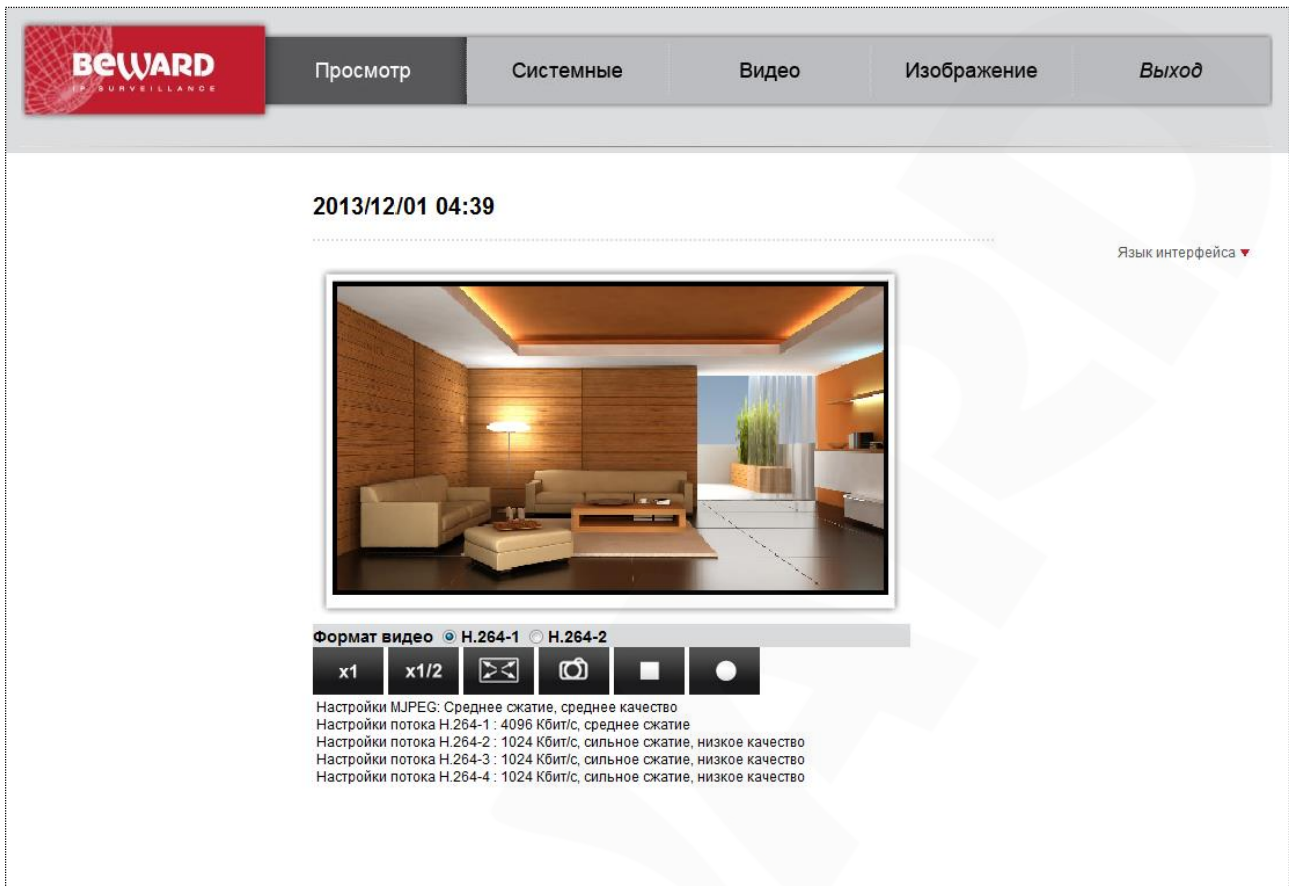 BEWARD
IP SURVEILLANCE
Просмотр
Системные
Видео
Изображение
Выход
2013/12/01 04:39
Язык интерфейса
Формат видео H.264-1 H.264-2
x1
x1/2
Настройки MJPEG: Среднее сжатие, среднее качество
Настройки потока H.264-1 : 4096 Кбит/с, среднее сжатие
Настройки потока H.264-2 : 1024 Кбит/с, сильное сжатие, низкое качество
Настройки потока H.264-3 : 1024 Кбит/с, сильное сжатие, низкое качество
Настройки потока H.264-4 : 1024 Кбит/с, сильное сжатие, низкое качество